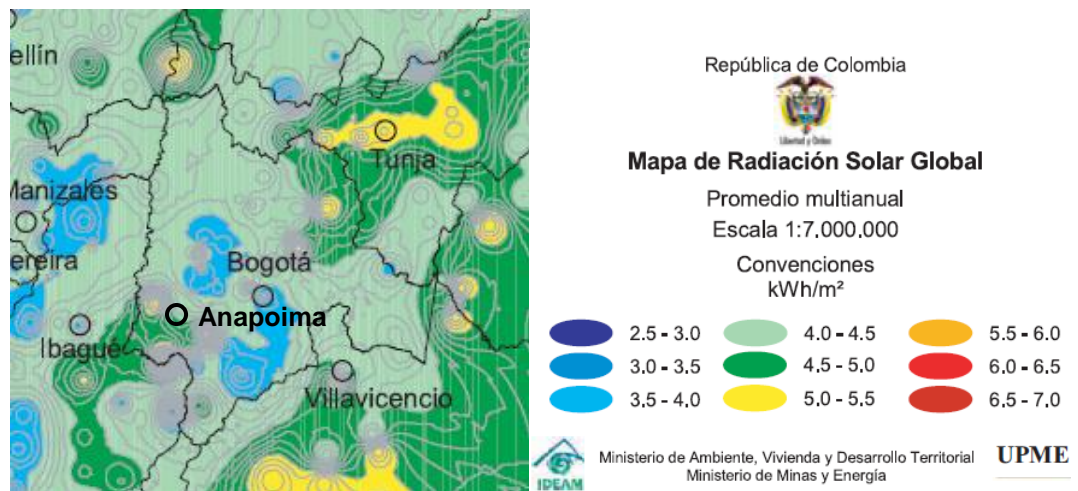 ellín
Tunja
Manizales
ereira
Bogotá
Anapoima
Ibagué
Villavicencio
República de Colombia
Libertad y Orden
Mapa de Radiación Solar Global
Promedio multianual
Escala 1:7.000.000
Convenciones
kWh/m²
2.5 - 3.0 4.0 - 4.5 5.5 - 6.0
3.0 - 3.5 4.5 - 5.0 6.0 - 6.5
3.5 - 4.0 5.0 - 5.5 6.5 - 7.0
IDEAM
Ministerio de Ambiente, Vivienda y Desarrollo Territorial
Ministerio de Minas y Energía
UPME